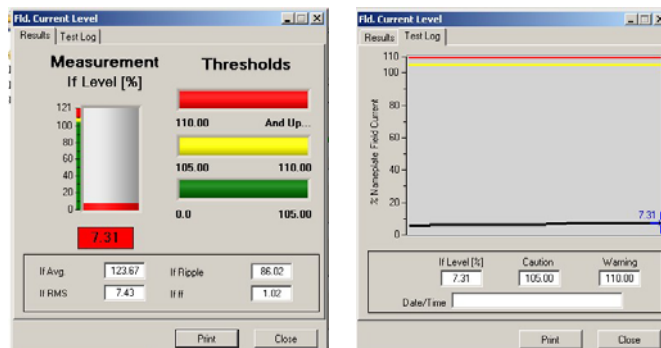 Fld. Current Level
Results Test Log
Measurement
If Level [%]
Thresholds
121
100
80
60
40
20
0
7.31
110.00 And Up...
105.00 110.00
0.0 105.00
If Avg. 123.67 If Ripple 86.02
If RMS 7.43 If ff 1.02
Print Close
Fld. Current Level
Results Test Log
% Nameplate Field Current
110
100
80
60
40
20
0
7.31
If Level [%] Caution Warning
7.31 105.00 110.00
Date/Time
Print Close